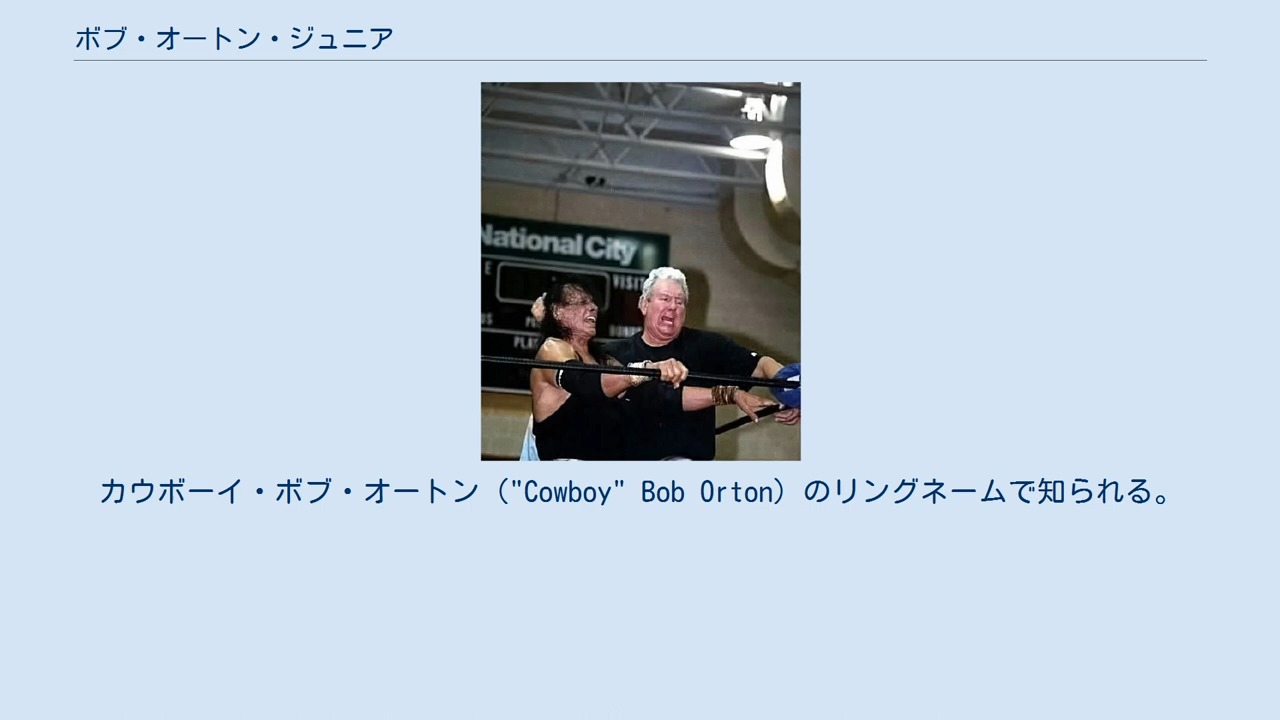 ボブ・オートン・ジュニア
National City
カウボーイ・ボブ・オートン（"Cowboy" Bob Orton）のリングネームで知られる。